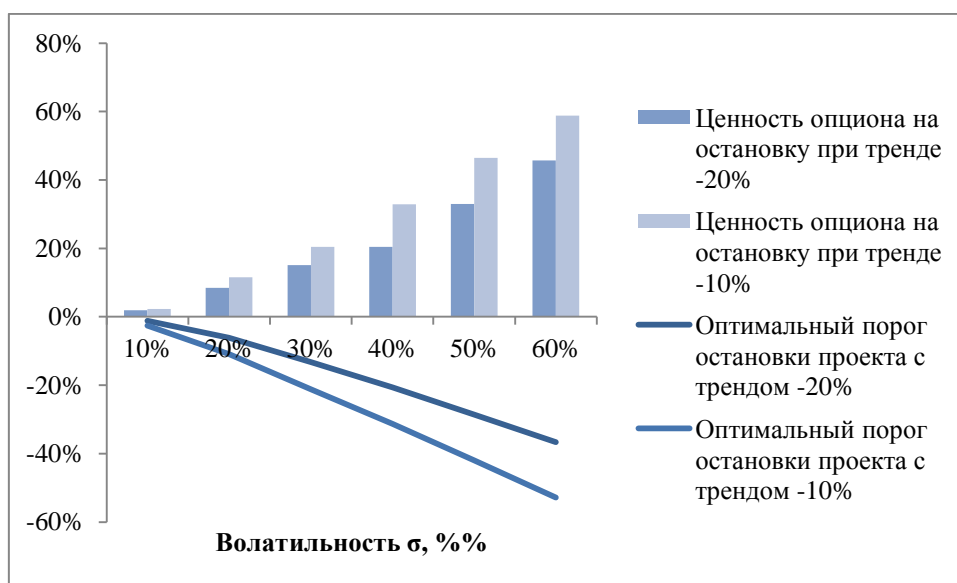 80%
60%
40%
20%
0%
-20%
-40%
-60%
10%
20%
30%
40%
50%
60%
Волатильность σ, %%
Ценность опциона на
остановку при тренде
-20%
Ценность опциона на
остановку при тренде
-10%
Оптимальный порог
остановки проекта с
трендом -20%
Оптимальный порог
остановки проекта с
трендом -10%